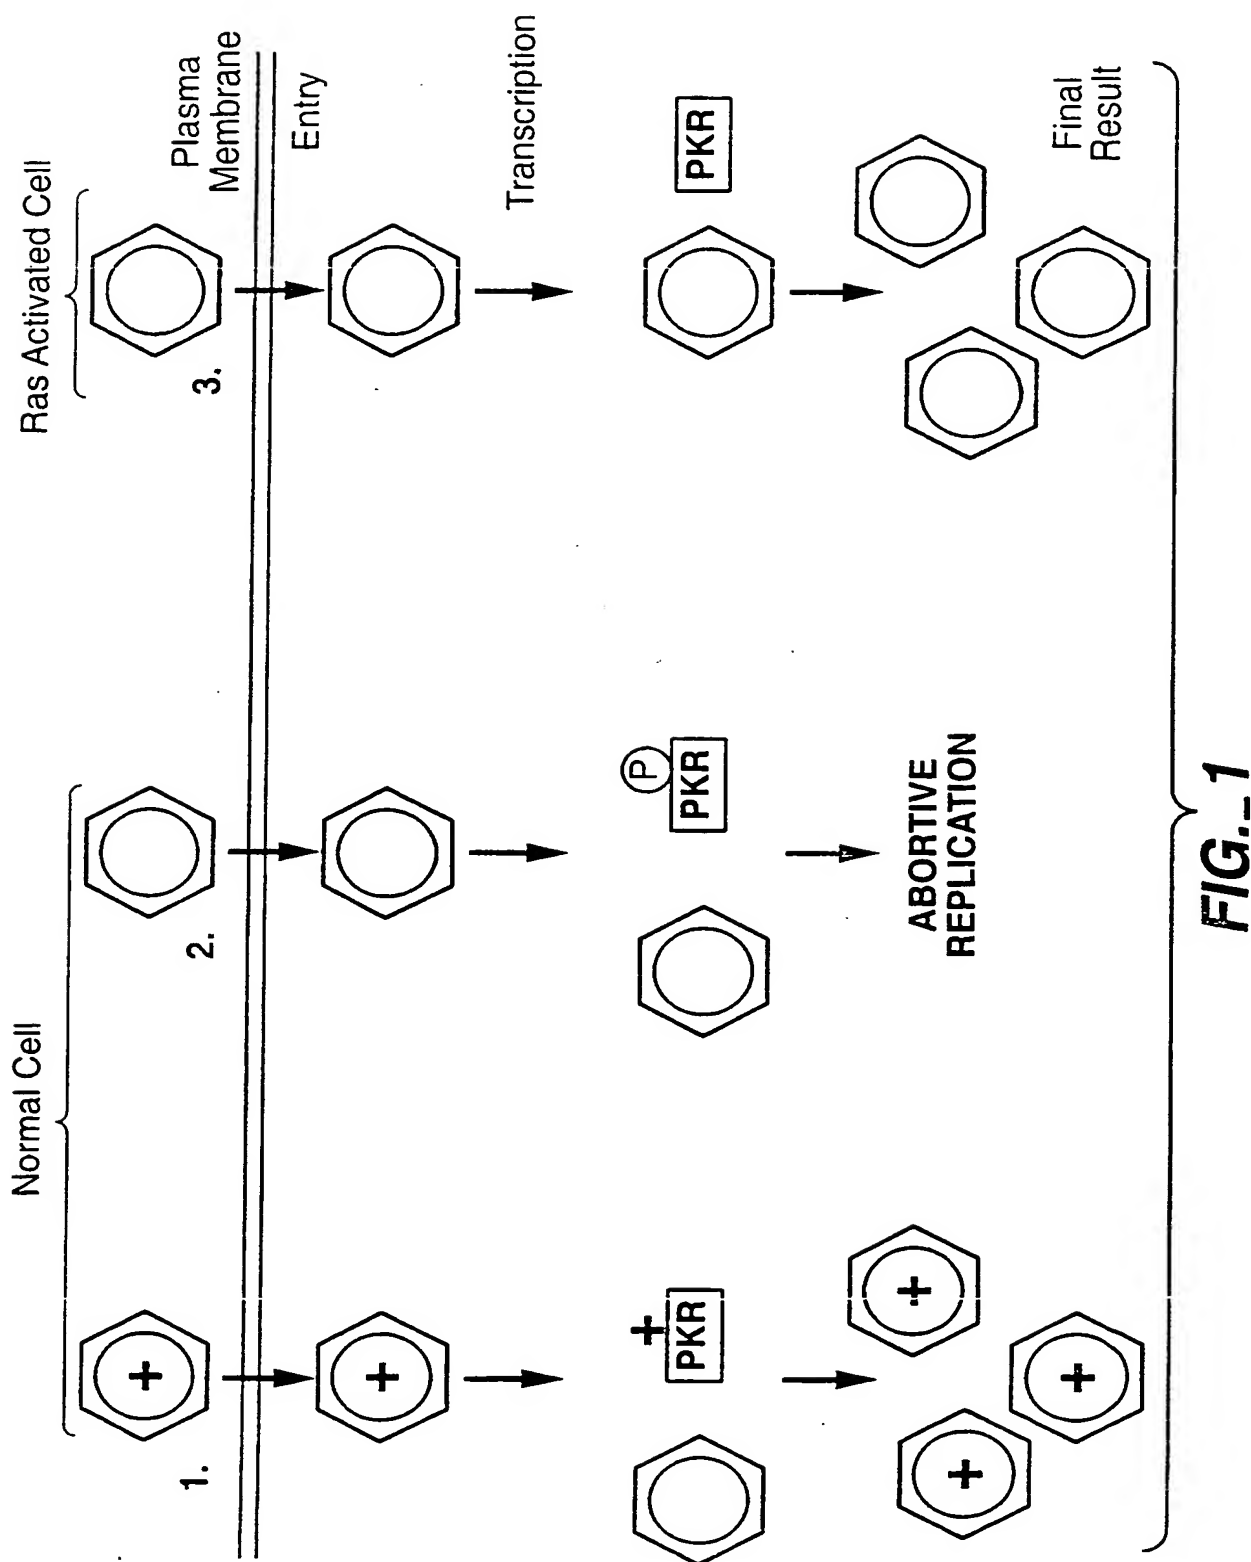 Normal Cell
Ras Activated Cell
1.
+
2.
3.
Plasma
Membrane
+
Entry
Transcription
+
PKR
P
PKR
PKR
+
+
+
ABORTIVE
REPLICATION
Final
Result
FIG._1